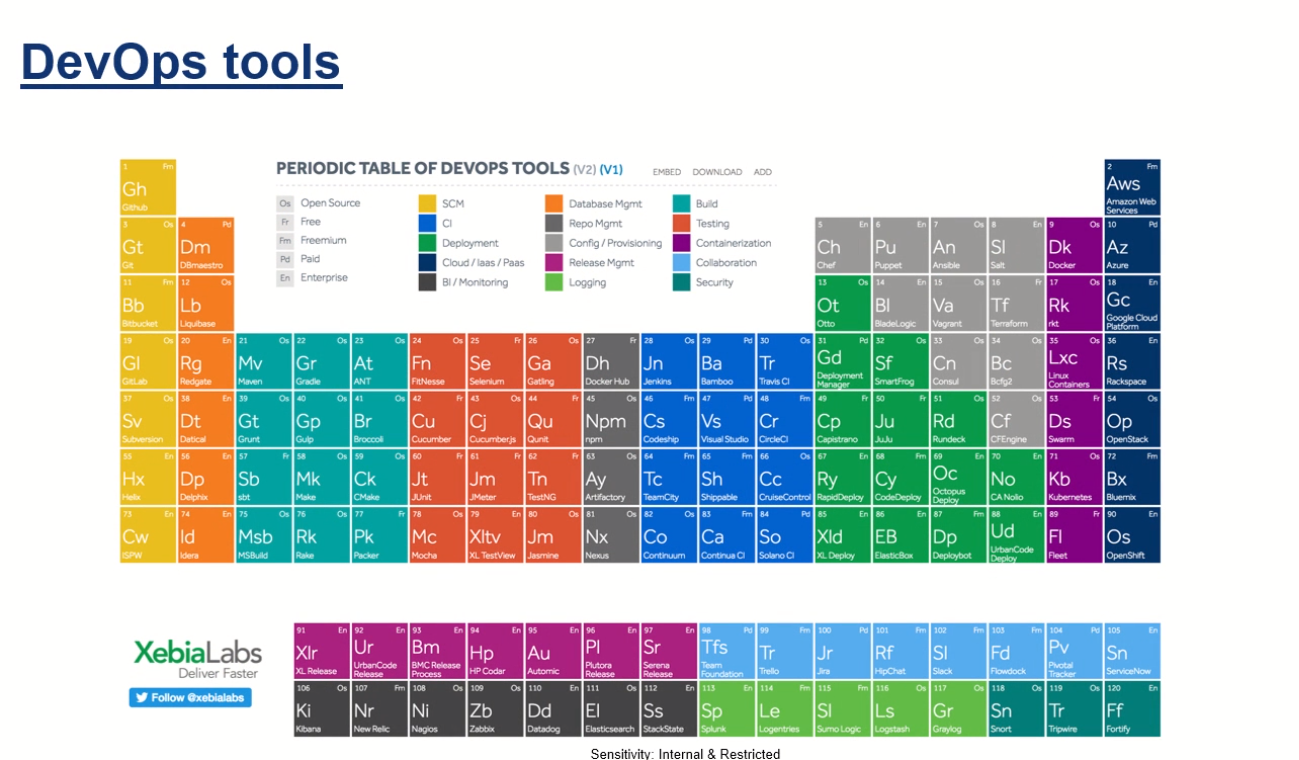 DevOps tools
PERIODIC TABLE OF DEVOPS TOOLS (V2) (V1) EMBED DOWNLOAD ADD
Os Open Source
Fr Free
Fm Freemium
Pd Paid
En Enterprise
SCM
CI
Deployment
Cloud / Iaas / Paas
BI / Monitoring
Database Mgmt
Repo Mgmt
Config / Provisioning
Release Mgmt
Logging
Build
Testing
Containerization
Collaboration
Security
1 Fm 2 Fm
Gh Aws
Github Amazon Web
Services
3 Os 4 Pd 5 En 6 En 7 Os 8 En 9 Os 10 Pd
Gt Dm Ch Pu An Sl Dk Az
Git DBmaestro Chef Puppet Ansible Salt Docker Azure
11 Fm 12 Os 13 Os 14 En 15 Os 16 Fr 17 Os 18 En
Bb Lb Ot Bl Va Tf Rk Gc
Bitbucket Liquibase Otto BladeLogic Vagrant Terraform rkt Google Cloud
Platform
19 Os 20 En 21 Os 22 Os 23 Os 24 Os 25 Fr 26 Os 27 Fr 28 Os 29 Pd 30 Os 31 Pd 32 Os 33 Os 34 Os 35 Os 36 En
Gl Rg Mv Gr At Fn Se Ga Dh Jn Ba Tr Gd Sf Cn Bc Lxc Rs
GitLab Redgate Maven Gradle ANT FitNesse Selenium Gatling Docker Hub Jenkins Bamboo Travis CI Deployment SmartFrog Consul Bcfg2 Linux Rackspace
Manager Containers
37 Os 38 En 39 Os 40 Os 41 Os 42 Fr 43 Os 44 Fr 45 Os 46 Fm 47 Pd 48 Fm 49 Fr 50 Fr 51 Os 52 Os 53 Fr 54 Os
Sv Dt Gt Gp Br Cu Cj Qu Npm Cs Vs Cr Cp Ju Rd Cf Ds Op
Subversion Datical Grunt Gulp Broccoli Cucumber Cucumber.js Qunit npm Codeship Visual Studio CircleCI Capistrano JuJu Rundeck CFEngine Swarm OpenStack
55 En 56 En 57 Fr 58 Os 59 Os 60 Fr 61 Fr 62 Fr 63 Os 64 Fm 65 Fm 66 Os 67 En 68 Fm 69 En 70 En 71 Os 72 Fm
Hx Dp Sb Mk Ck Jt Jm Tn Ay Tc Sh Cc Ry Cy Oc No Kb Bx
Helix Delphix sbt Make CMake JUnit JMeter TestNG Artifactory TeamCity Shippable CruiseControl RapidDeploy CodeDeploy Octopus CA Nolio Kubernetes Bluemix
Deploy
73 En 74 En 75 Os 76 Os 77 Fr 78 Os 79 En 80 Os 81 Os 82 Os 83 Fm 84 Pd 85 En 86 En 87 Fm 88 En 89 Fr 90 Os
Cw Id Msb Rk Pk Mc Xltv Jm Nx Co Ca So Xld EB Dp Ud Fl Os
ISPW Idera MSBuild Rake Packer Mocha XL TestView Jasmine Nexus Continuum Continua CI Solano CI XL Deploy ElasticBox Deploybot UrbanCode Fleet OpenShift
Deploy
XebiaLabs
Deliver Faster
Follow @xebialabs
91 En 92 En 93 En 94 En 95 En 96 En 97 En 98 Pd 99 Fm 100 Pd 101 Fm 102 Fm 103 Fm 104 Pd 105 En
Xlr Ur Bm Hp Au Pl Sr Tfs Tr Jr Rf Sl Fd Pv Sn
XL Release UrbanCode BMC Release HP Codar Automic Plutora Serena Team Trello Jira HipChat Slack Flowdock Pivotal ServiceNow
Release Process Release Release Foundation Tracker
106 Os 107 Fm 108 Os 109 Os 110 En 111 Os 112 En 113 En 114 Fm 115 Fm 116 Os 117 Os 118 Os 119 Os 120 En
Ki Nr Ni Zb Dd El Ss Sp Le Sl Ls Gr Sn Tr Ff
Kibana New Relic Nagios Zabbix Datadog Elasticsearch StackState Splunk Logentries Sumo Logic Logstash Graylog Snort Tripwire Fortify
Sensitivity: Internal & Restricted